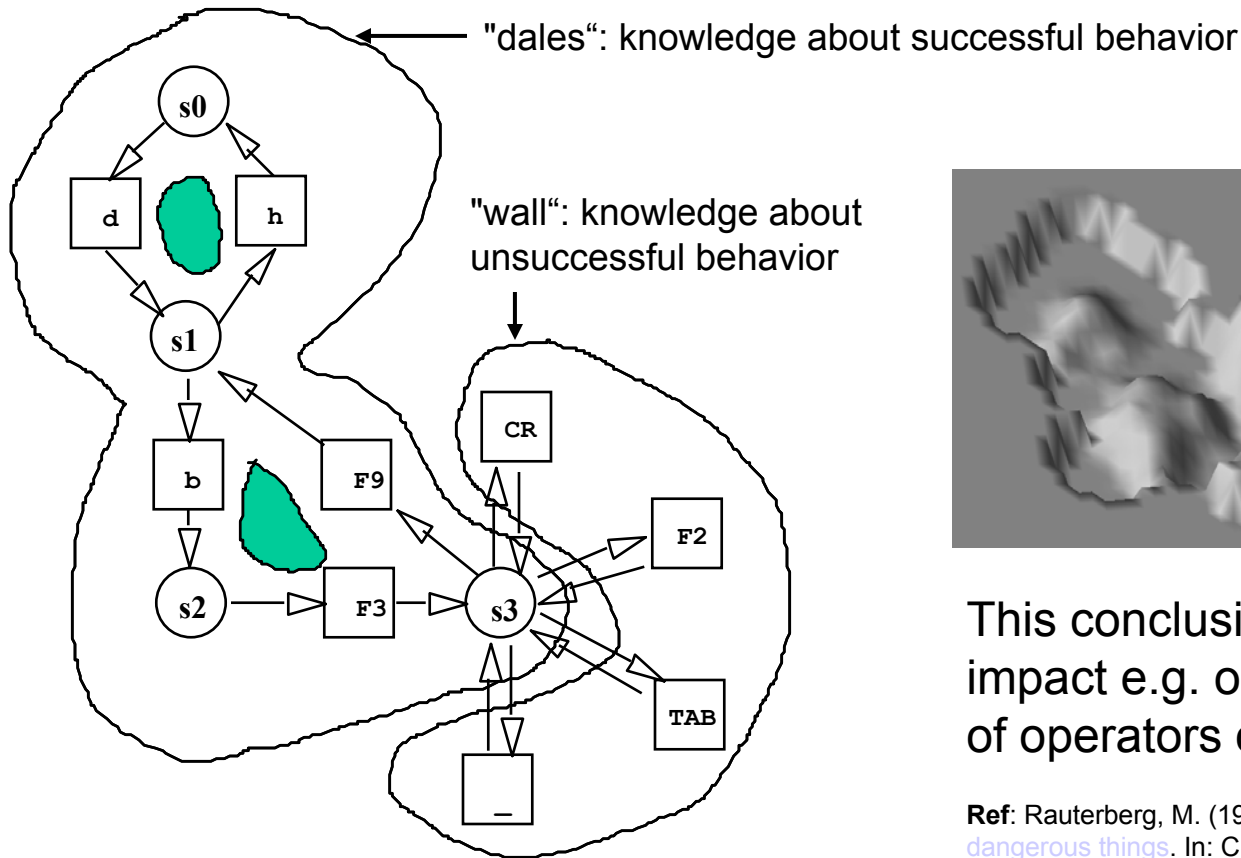 "dales“: knowledge about successful behavior
s0
d
h
"wall“: knowledge about
unsuccessful behavior
s1
CR
b
F9
F2
s2
F3
s3
TAB
_
This conclusi
impact e.g. o
of operators
Ref: Rauterberg, M. (19
dangerous things. In: C